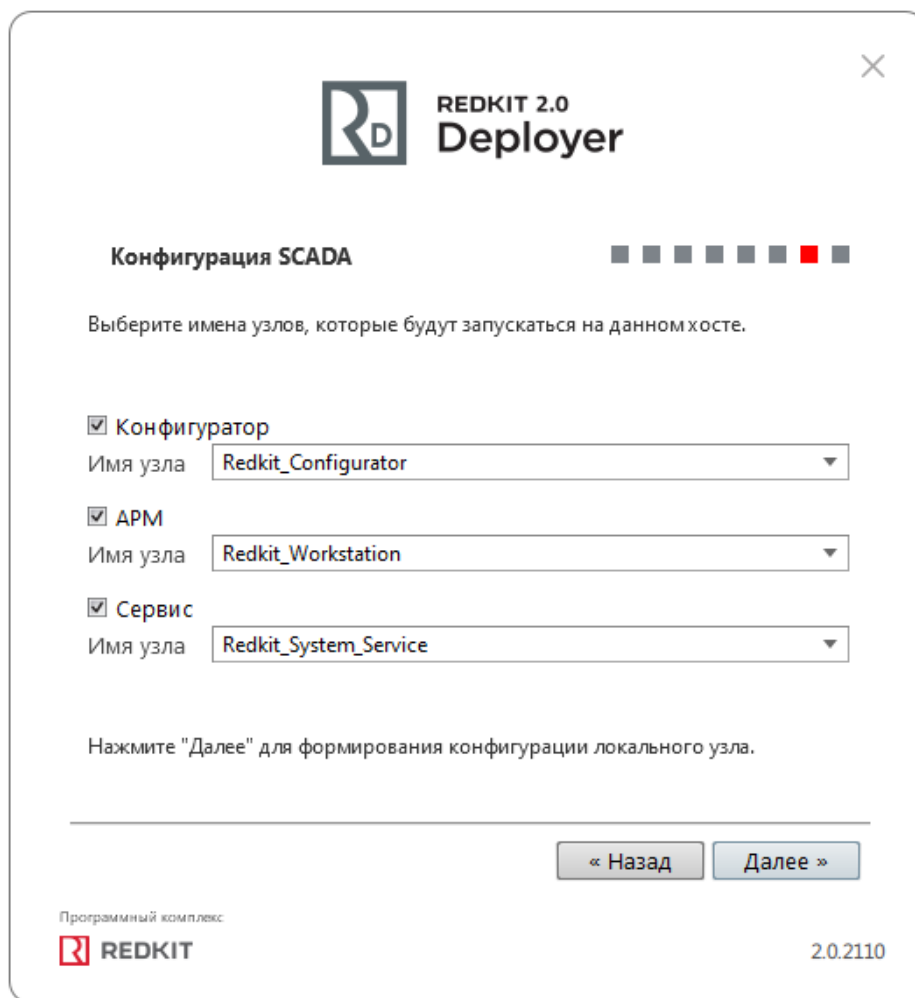 RD
REDKIT 2.0
Deployer
Конфигурация SCADA
Выберите имена узлов, которые будут запускаться на данном хосте.
Конфигуратор
Имя узла Redkit_Configurator
АРМ
Имя узла Redkit_Workstation
Сервис
Имя узла Redkit_System_Service
Нажмите "Далее" для формирования конфигурации локального узла.
« Назад Далее »
Программный комплекс
REDKIT 2.0.2110